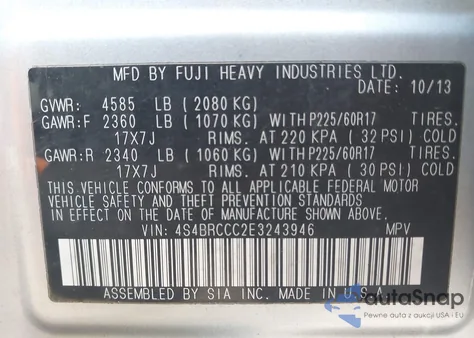 MFD BY FUJI HEAVY INDUSTRIES LTD.
DATE: 10/13
GVWR: 4585 LB (2080 KG)
GAWR:F 2360 LB (1070 KG) WITH P225/60R17 TIRES.
17X7J RIMS. AT 220 KPA (32 PSI) COLD
GAWR:R 2340 LB (1060 KG) WITH P225/60R17 TIRES.
17X7J RIMS. AT 210 KPA (30 PSI) COLD
THIS VEHICLE CONFORMS TO ALL APPLICABLE FEDERAL MOTOR
VEHICLE SAFETY AND THEFT PREVENTION STANDARDS
IN EFFECT ON THE DATE OF MANUFACTURE SHOWN ABOVE.
VIN: 4S4BRCCC2E3243946 MPV
ASSEMBLED BY SIA INC. MADE IN U.S.A
autoSnap
Pewne auta z aukcji USA i EU